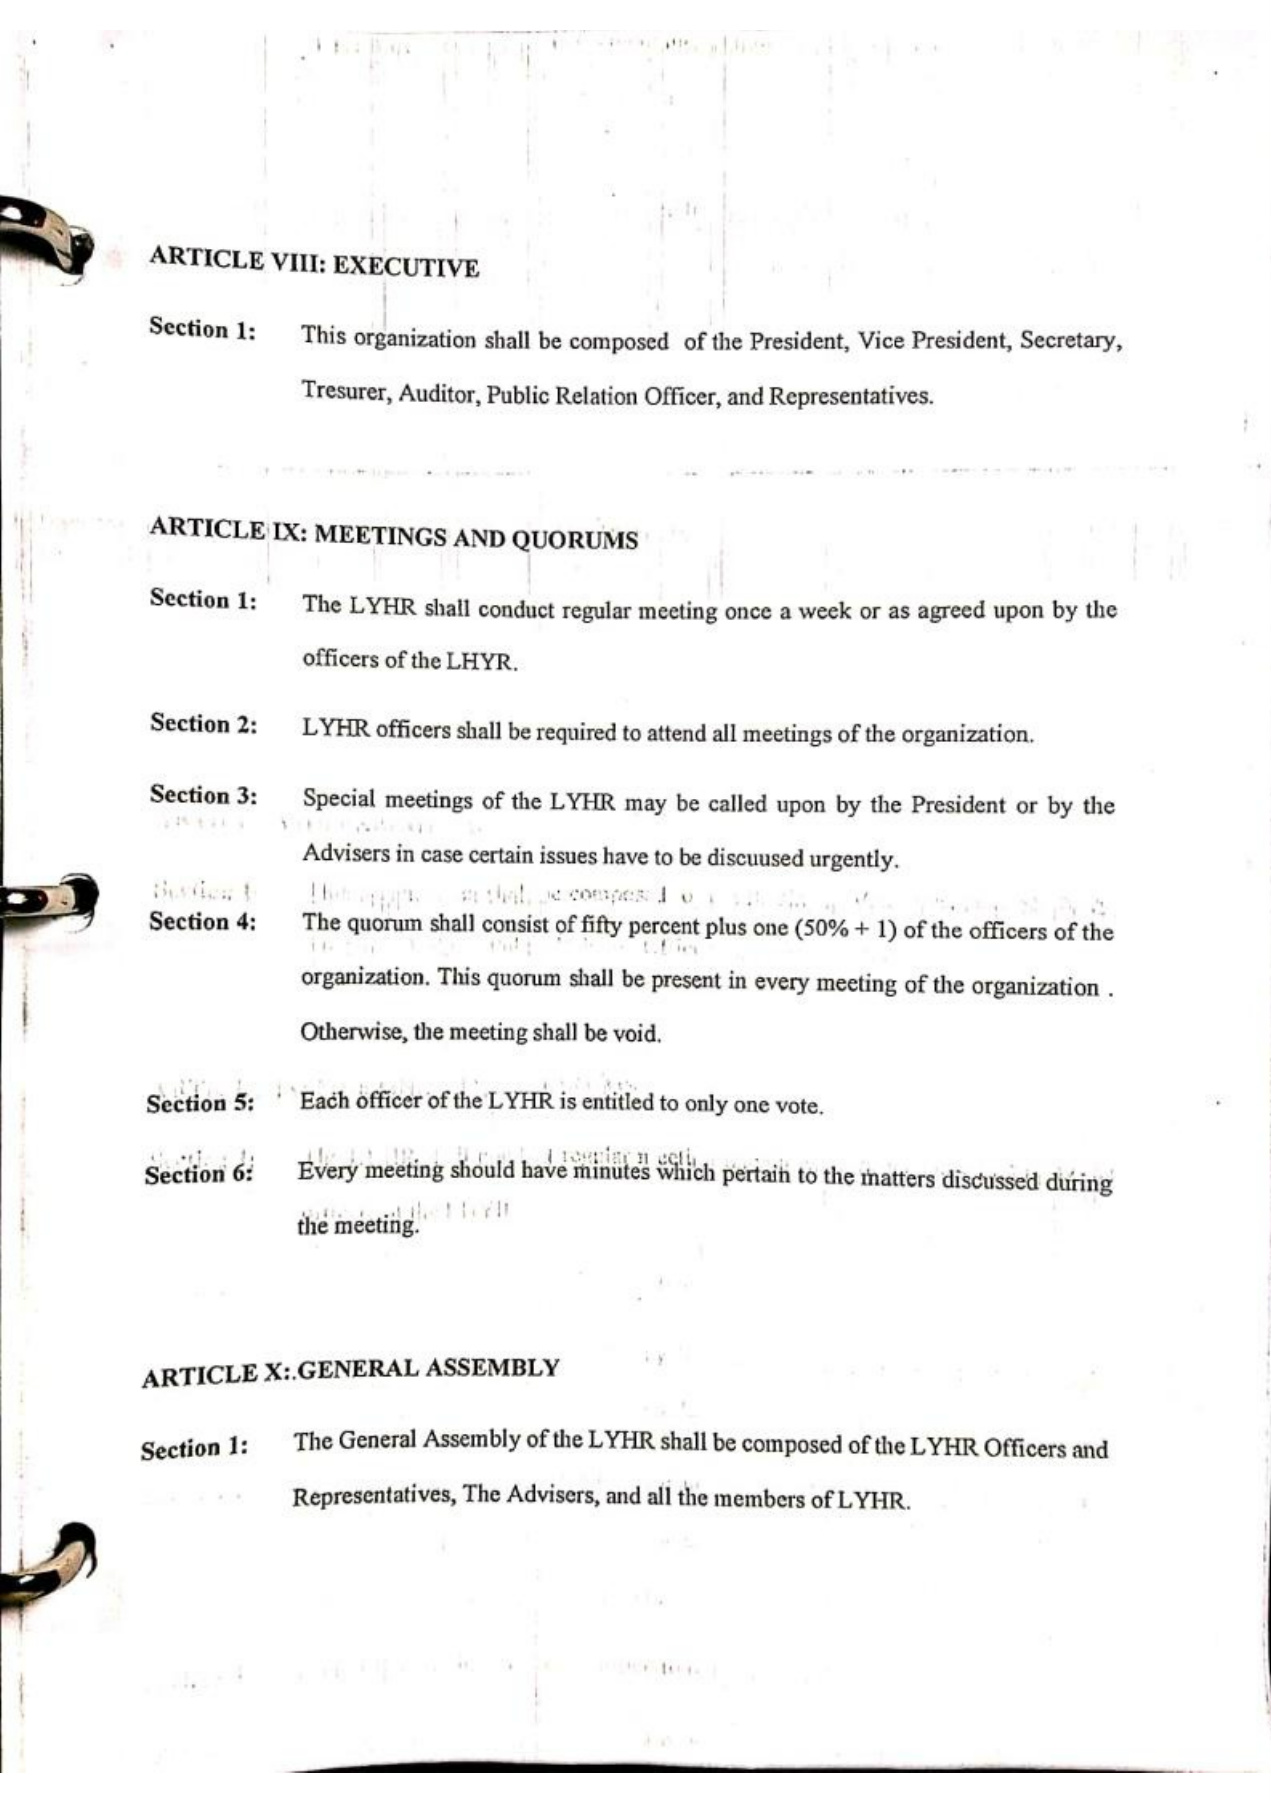 ARTICLE VIII: EXECUTIVE
Section 1: This organization shall be composed of the President, Vice President, Secretary,
Tresurer, Auditor, Public Relation Officer, and Representatives.
ARTICLE IX: MEETINGS AND QUORUMS
Section 1: The LYHR shall conduct regular meeting once a week or as agreed upon by the
officers of the LHYR.
Section 2: LYHR officers shall be required to attend all meetings of the organization.
Section 3: Special meetings of the LYHR may be called upon by the President or by the
Advisers in case certain issues have to be discuused urgently.
Section 4: The quorum shall consist of fifty percent plus one (50% + 1) of the officers of the
organization. This quorum shall be present in every meeting of the organization .
Otherwise, the meeting shall be void.
Section 5: Each officer of the LYHR is entitled to only one vote.
Section 6: Every meeting should have minutes which pertain to the matters discussed during
the meeting.
ARTICLE X: GENERAL ASSEMBLY
Section 1: The General Assembly of the LYHR shall be composed of the LYHR Officers and
Representatives, The Advisers, and all the members of LYHR.